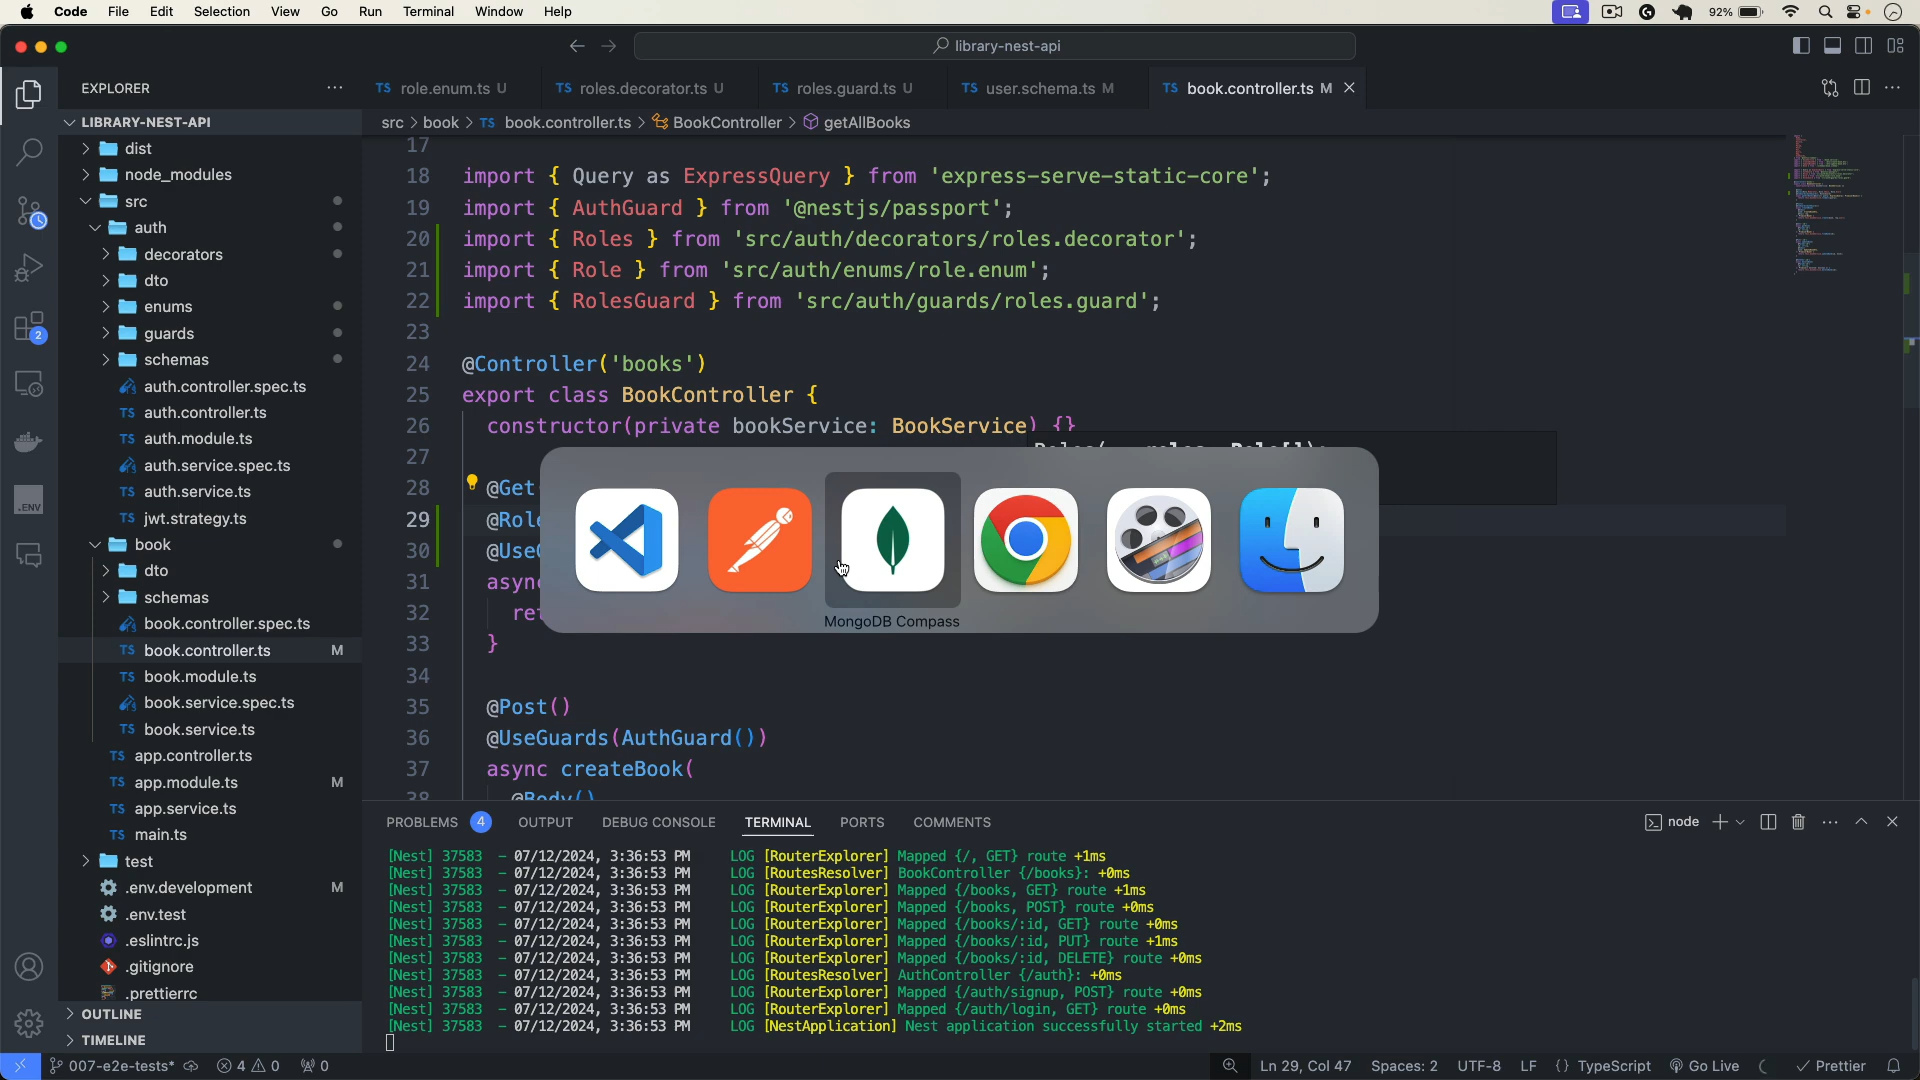 Code File Edit Selection View Go Run Terminal Window Help
92%
library-nest-api
EXPLORER
role.enum.ts U
roles.decorator.ts U
roles.guard.ts U
user.schema.ts M
book.controller.ts M
LIBRARY-NEST-API
src > book > TS book.controller.ts > BookController > getAllBooks
dist
node_modules
src
auth
decorators
dto
enums
guards
schemas
auth.controller.spec.ts
TS auth.controller.ts
TS auth.module.ts
auth.service.spec.ts
TS auth.service.ts
TS jwt.strategy.ts
book
dto
schemas
book.controller.spec.ts
TS book.controller.ts M
TS book.module.ts
book.service.spec.ts
TS book.service.ts
TS app.controller.ts
TS app.module.ts M
TS app.service.ts
TS main.ts
test
.env.development M
.env.test
.eslintrc.js
.gitignore
.prettierrc
OUTLINE
TIMELINE
17
18 import { Query as ExpressQuery } from 'express-serve-static-core';
19 import { AuthGuard } from '@nestjs/passport';
20 import { Roles } from 'src/auth/decorators/roles.decorator';
21 import { Role } from 'src/auth/enums/role.enum';
22 import { RolesGuard } from 'src/auth/guards/roles.guard';
23
24 @Controller('books')
25 export class BookController {
26 constructor(private bookService: BookService) {}
27
28 @Get
29
30
31
32
33 }
34
35 @Post()
36 @UseGuards(AuthGuard())
37 async createBook(
38 @Body()
MongoDB Compass
PROBLEMS 4 OUTPUT DEBUG CONSOLE TERMINAL PORTS COMMENTS
node
[Nest] 37583 - 07/12/2024, 3:36:53 PM LOG [RouterExplorer] Mapped {/, GET} route +1ms
[Nest] 37583 - 07/12/2024, 3:36:53 PM LOG [RoutesResolver] BookController {/books}: +0ms
[Nest] 37583 - 07/12/2024, 3:36:53 PM LOG [RouterExplorer] Mapped {/books, GET} route +1ms
[Nest] 37583 - 07/12/2024, 3:36:53 PM LOG [RouterExplorer] Mapped {/books, POST} route +0ms
[Nest] 37583 - 07/12/2024, 3:36:53 PM LOG [RouterExplorer] Mapped {/books/:id, GET} route +0ms
[Nest] 37583 - 07/12/2024, 3:36:53 PM LOG [RouterExplorer] Mapped {/books/:id, PUT} route +1ms
[Nest] 37583 - 07/12/2024, 3:36:53 PM LOG [RouterExplorer] Mapped {/books/:id, DELETE} route +0ms
[Nest] 37583 - 07/12/2024, 3:36:53 PM LOG [RoutesResolver] AuthController {/auth}: +0ms
[Nest] 37583 - 07/12/2024, 3:36:53 PM LOG [RouterExplorer] Mapped {/auth/signup, POST} route +0ms
[Nest] 37583 - 07/12/2024, 3:36:53 PM LOG [RouterExplorer] Mapped {/auth/login, GET} route +0ms
[Nest] 37583 - 07/12/2024, 3:36:53 PM LOG [NestApplication] Nest application successfully started +2ms
007-e2e-tests* 4 0 0
Ln 29, Col 47 Spaces: 2 UTF-8 LF {} TypeScript Go Live Prettier